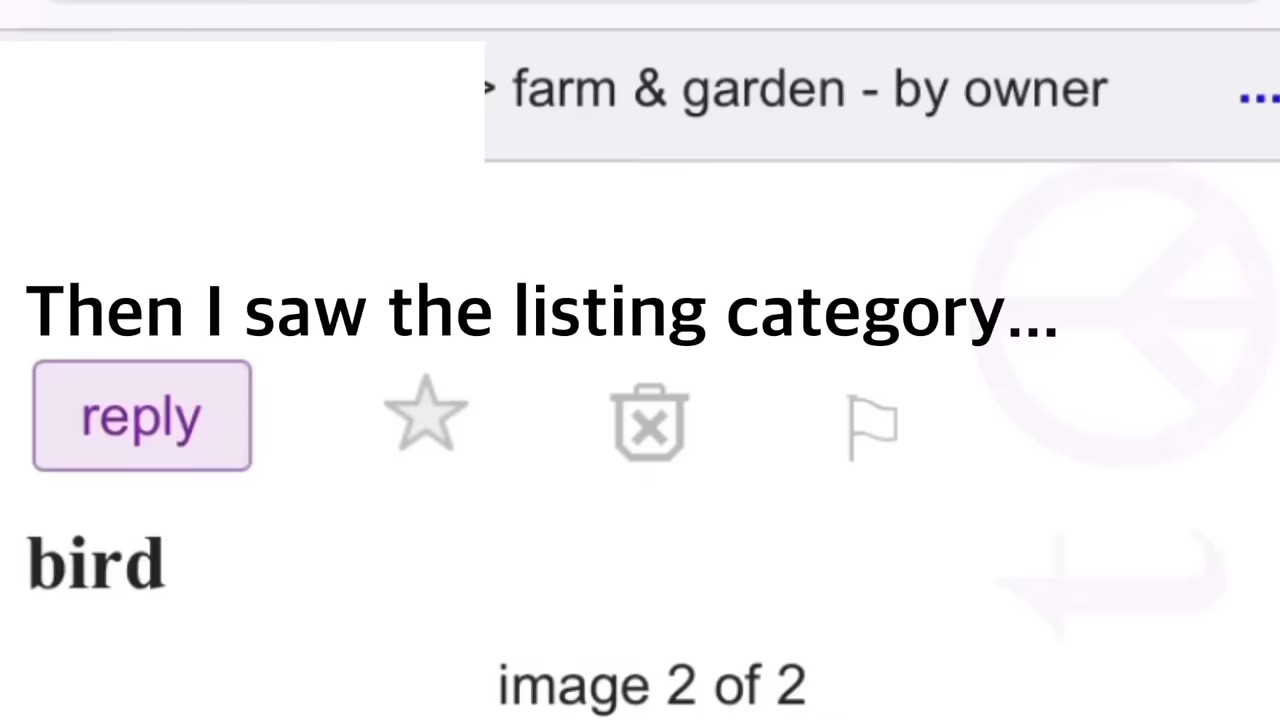 > farm & garden - by owner ...
Then I saw the listing category...
reply
bird
image 2 of 2